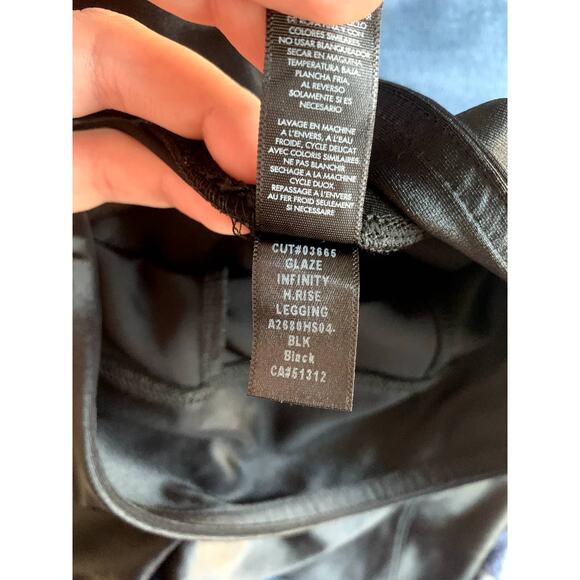 COLORES SIMILARES.
NO USAR BLANQUEADOR
SECAR EN MAQUINA
TEMPERATURA BAJA.
PLANCHA FRIA
AL REVERSO
SOLAMENTE SI ES
NECESARIO
LAVAGE EN MACHINE
A L'ENVERS, A L'EAU
FROIDE, CYCLE DELICAT
AVEC COLORIS SIMILAIRES
NE PAS BLANCHIR
SECHAGE A LA MACHINE
CYCLE DUOX.
REPASSAGE A L'ENVERS
AU FER FROID SEULEMENT
SI NECESSAIRE
CUT#03665
GLAZE
INFINITY
H.RISE
LEGGING
A2680HS04-
BLK
Black
CA#51312